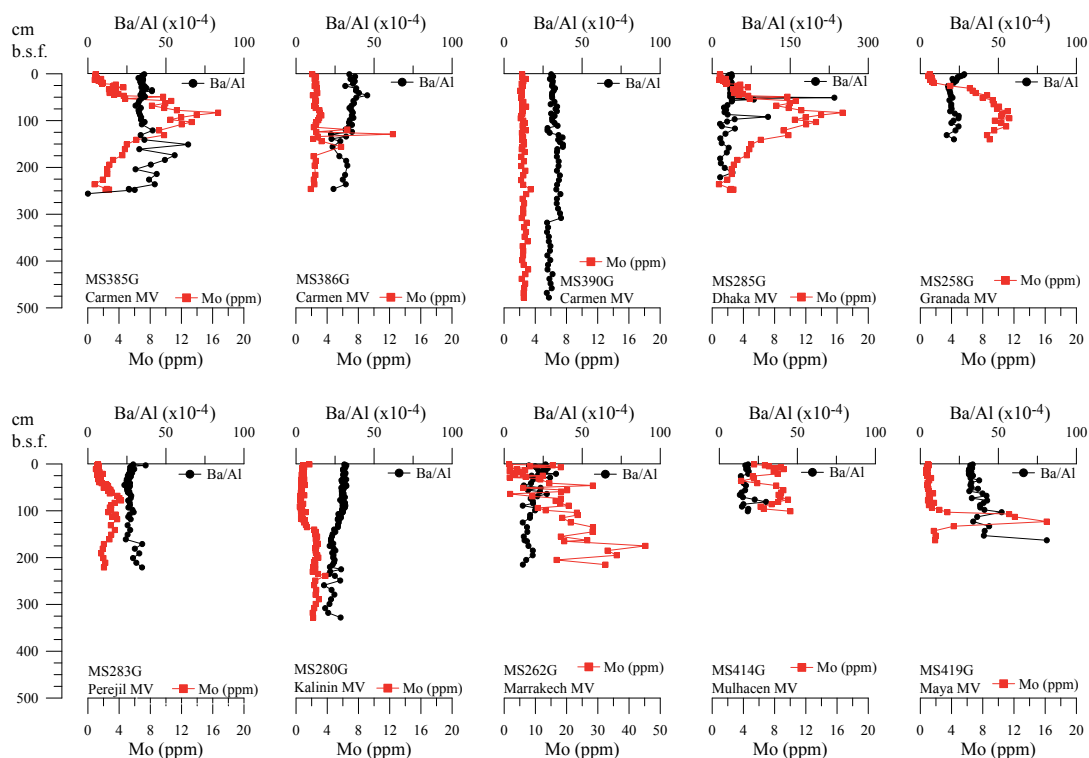 0 50 100 0 50 100 0 50 100 0 150 300 0 50 100
Ba/Al (x10-4) Ba/Al (x10-4) Ba/Al (x10-4) Ba/Al (x10-4) Ba/Al (x10-4)
cm
b.s.f.
0
100
200
300
400
500
Ba/Al Ba/Al Ba/Al Ba/Al Ba/Al
MS385G
Carmen MV
Mo (ppm)
MS386G
Carmen MV
Mo (ppm)
Mo (ppm)
MS390G
Carmen MV
MS285G
Dhaka MV
Mo (ppm)
MS258G
Granada MV
Mo (ppm)
0 4 8 12 16 20 0 4 8 12 16 20 0 4 8 12 16 20 0 4 8 12 16 20 0 4 8 12 16 20
Mo (ppm) Mo (ppm) Mo (ppm) Mo (ppm) Mo (ppm)
Ba/Al (x10-4) Ba/Al (x10-4) Ba/Al (x10-4) Ba/Al (x10-4) Ba/Al (x10-4)
cm
b.s.f.
0 50 100 0 50 100 0 50 100 0 50 100 0 50 100
0
100
200
300
400
500
Ba/Al Ba/Al Ba/Al Ba/Al Ba/Al
MS283G
Perejil MV
Mo (ppm)
MS280G
Kalinin MV
Mo (ppm)
Mo (ppm)
MS262G
Marrakech MV
Mo (ppm)
MS414G
Mulhacen MV
MS419G
Maya MV
Mo (ppm)
0 4 8 12 16 20 0 4 8 12 16 20 0 10 20 30 40 50 0 4 8 12 16 20 0 4 8 12 16 20
Mo (ppm) Mo (ppm) Mo (ppm) Mo (ppm) Mo (ppm)